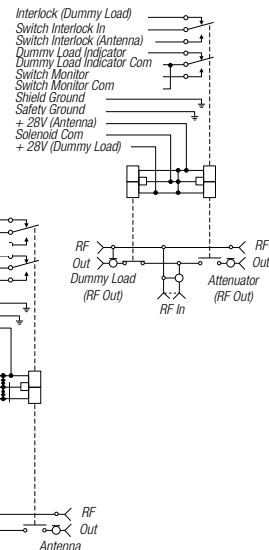 Interlock (Dummy Load)
Switch Interlock In
Switch Interlock (Antenna)
Dummy Load Indicator
Dummy Load Indicator Com
Switch Monitor
Switch Monitor Com
Shield Ground
Safety Ground
+ 28V (Antenna)
Solenoid Com
+ 28V (Dummy Load)
RF
RF
Out
Out
Dummy Load
Attenuator
(RF Out)
(RF Out)
RF In
RF
Out
Antenna